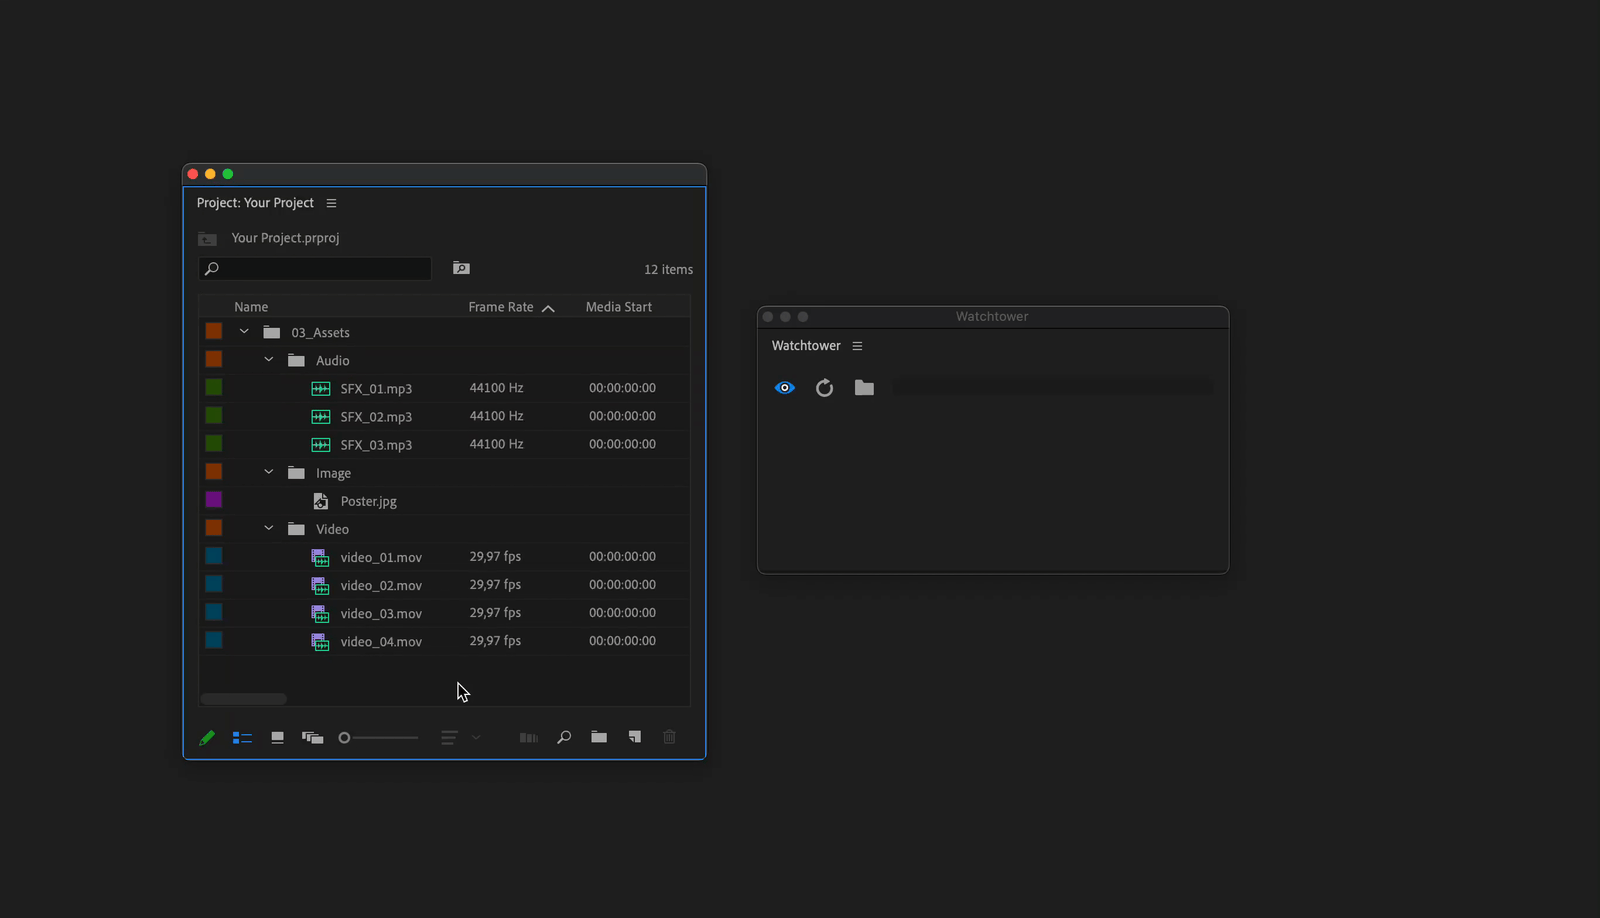 Project: Your Project
Your Project.prproj
12 items
Name Frame Rate Media Start
03_Assets
Audio
SFX_01.mp3 44100 Hz 00:00:00:00
SFX_02.mp3 44100 Hz 00:00:00:00
SFX_03.mp3 44100 Hz 00:00:00:00
Image
Poster.jpg
Video
video_01.mov 29,97 fps 00:00:00:00
video_02.mov 29,97 fps 00:00:00:00
video_03.mov 29,97 fps 00:00:00:00
video_04.mov 29,97 fps 00:00:00:00
Watchtower
Watchtower